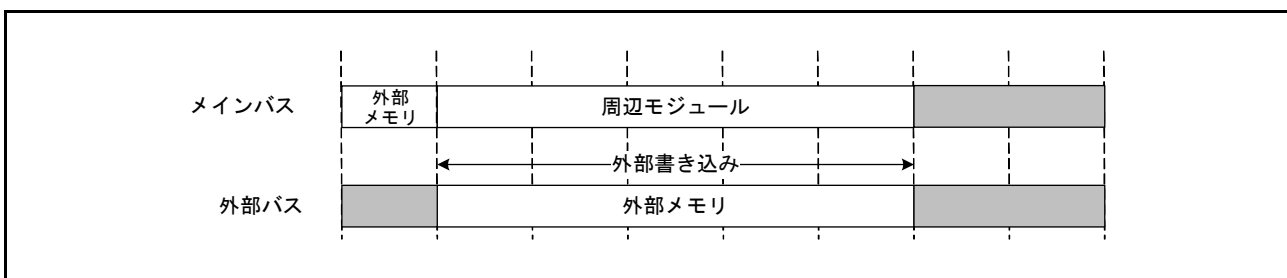 メインバス
外部
メモリ
周辺モジュール
外部書き込み
外部バス
外部メモリ